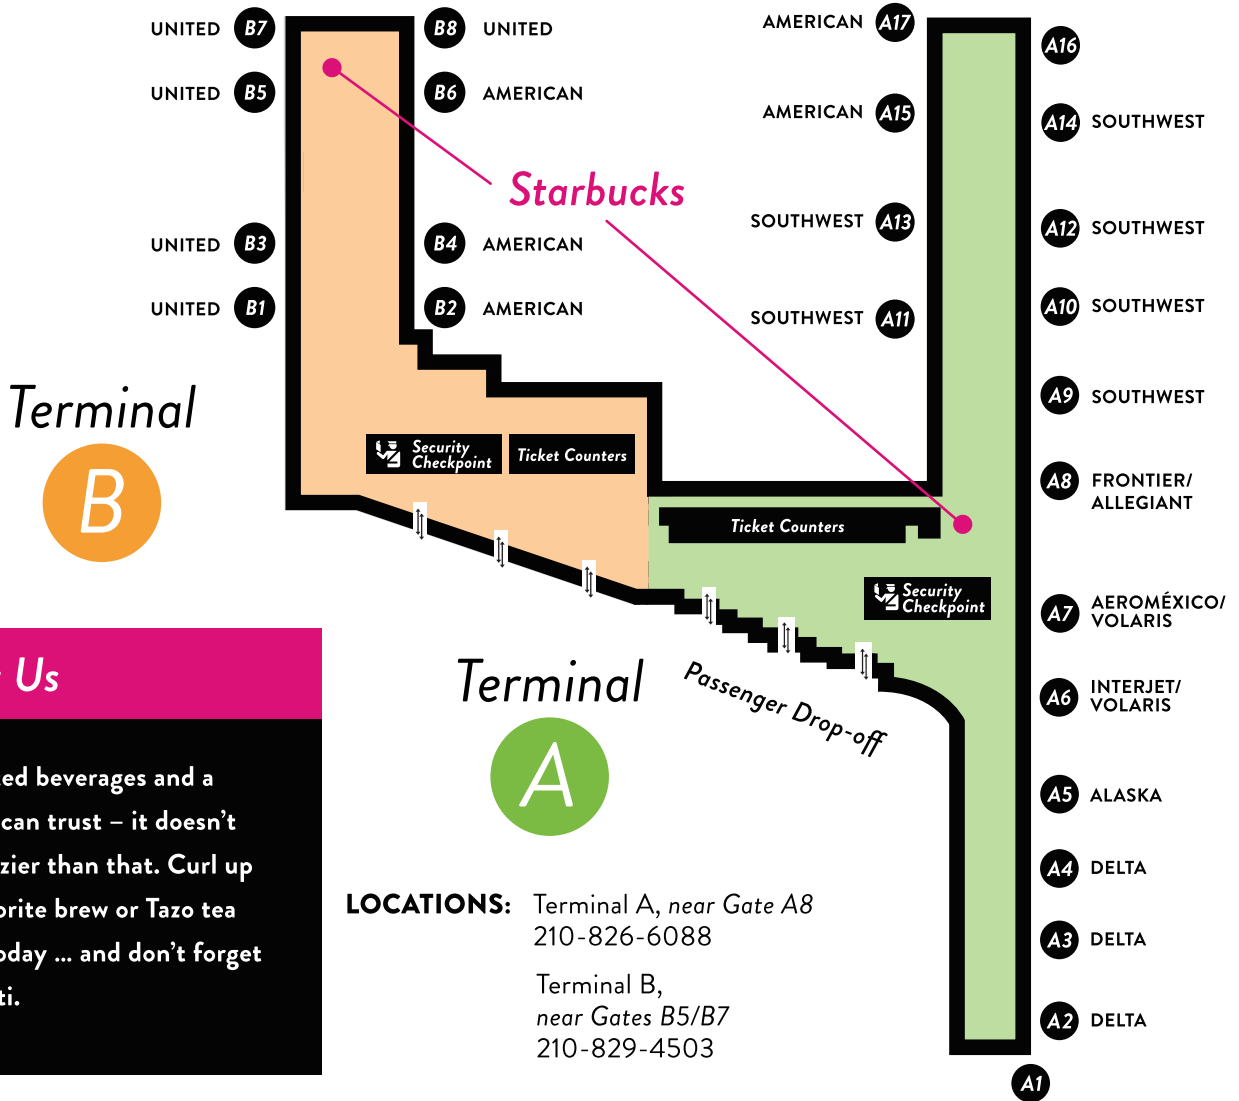 UNITED B7
B8 UNITED
UNITED B5
B6 AMERICAN
UNITED B3
B4 AMERICAN
UNITED B1
B2 AMERICAN
AMERICAN A17
A16
AMERICAN A15
A14 SOUTHWEST
SOUTHWEST A13
A12 SOUTHWEST
A10 SOUTHWEST
SOUTHWEST A11
A9 SOUTHWEST
A8 FRONTIER/
ALLEGIANT
A7 AEROMÉXICO/
VOLARIS
A6 INTERJET/
VOLARIS
A5 ALASKA
A4 DELTA
A3 DELTA
A2 DELTA
A1
Starbucks
Terminal
B
Security
Checkpoint
Ticket Counters
Ticket Counters
Security
Checkpoint
Passenger Drop-off
Terminal
A
Us
ed beverages and a
can trust – it doesn't
zier than that. Curl up
orite brew or Tazo tea
oday ... and don't forget
ti.
LOCATIONS: Terminal A, near Gate A8
210-826-6088
Terminal B,
near Gates B5/B7
210-829-4503